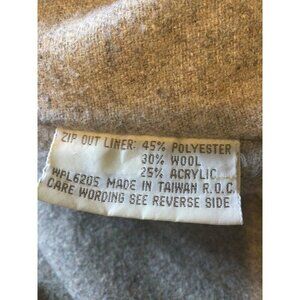 ZIP OUT LINER: 45% POLYESTER
30% WOOL
25% ACRYLIC
WPL6205 MADE IN TAIWAN R.O.C.
CARE WORDING SEE REVERSE SIDE